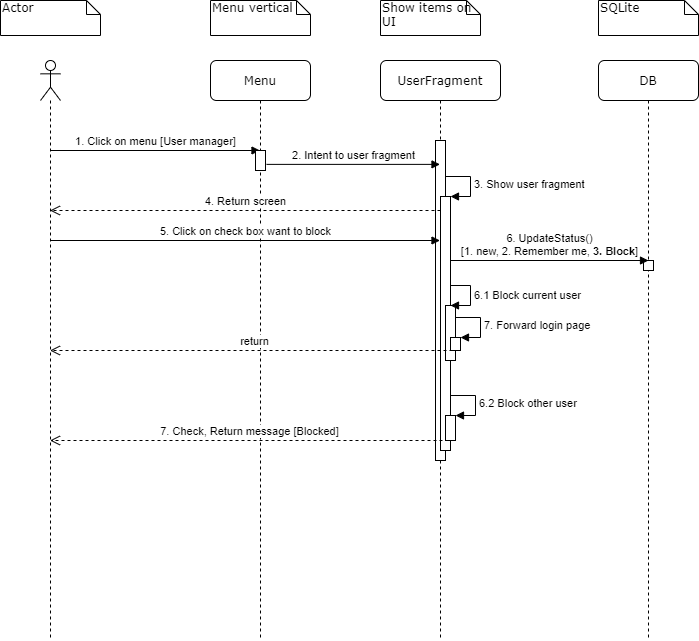 Actor
Menu vertical
Show items on
UI
SQLite
Menu
UserFragment
DB
1. Click on menu [User manager]
2. Intent to user fragment
3. Show user fragment
4. Return screen
5. Click on check box want to block
6. UpdateStatus()
[1. new, 2. Remember me, 3. Block]
6.1 Block current user
7. Forward login page
return
6.2 Block other user
7. Check, Return message [Blocked]